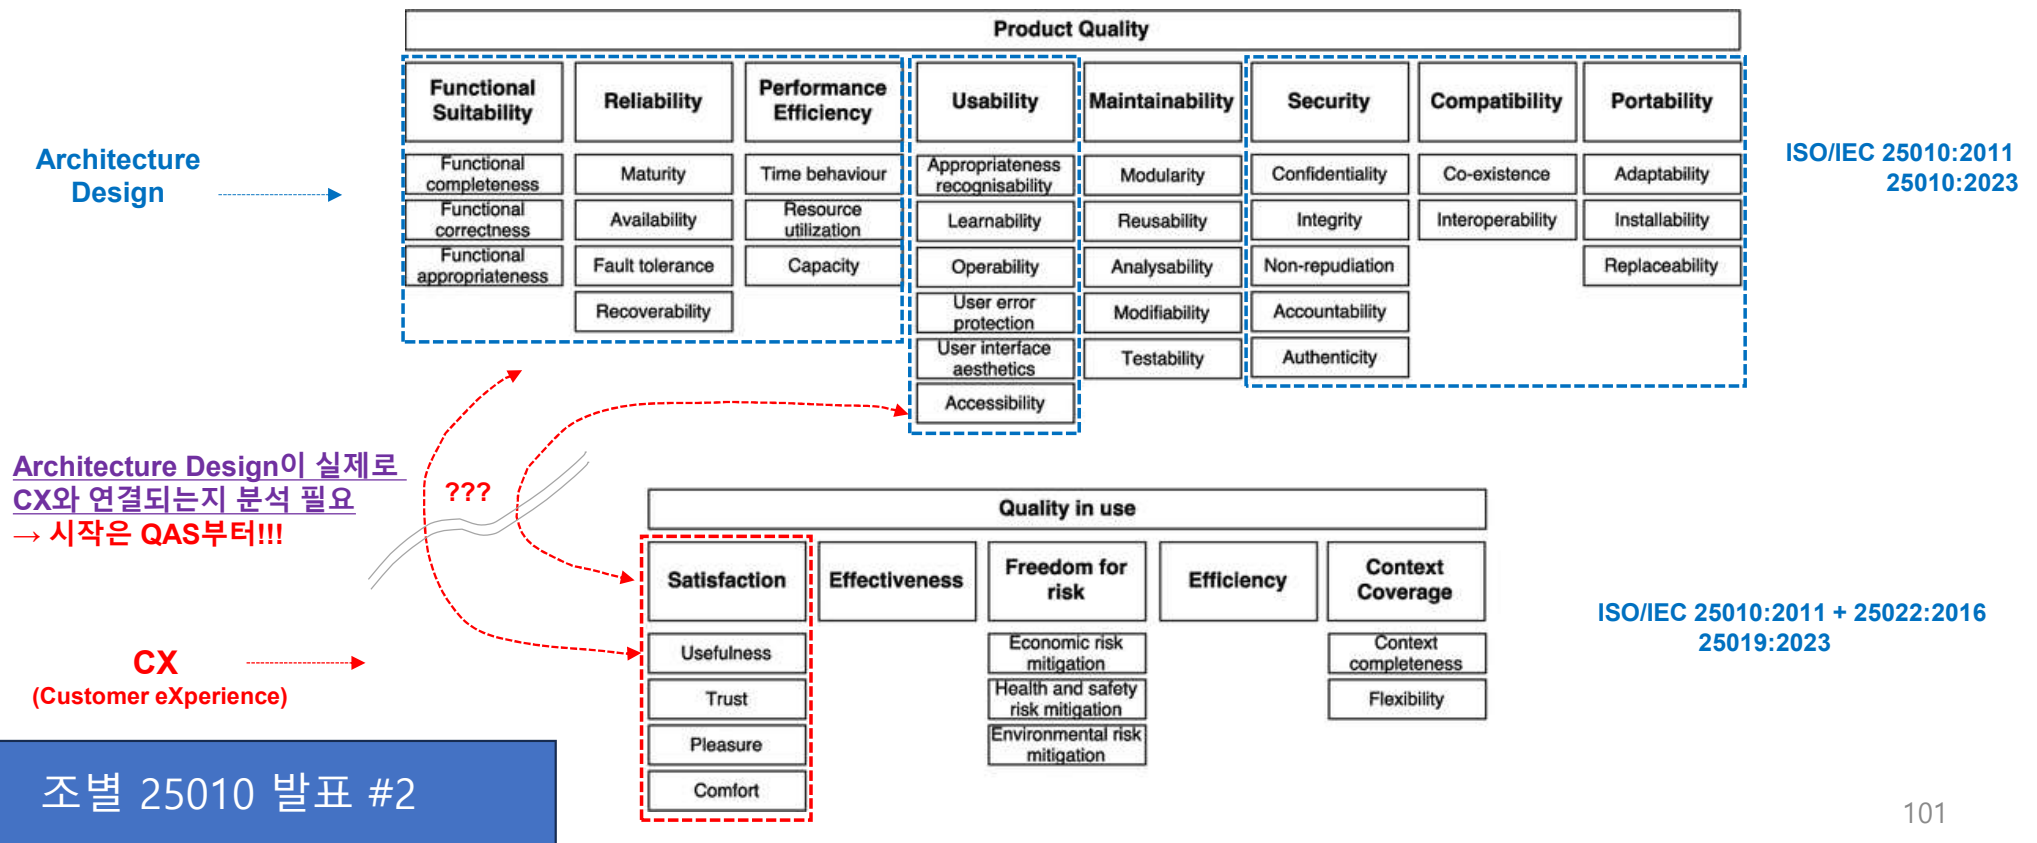 Product Quality
Functional
Suitability
Reliability
Performance
Efficiency
Usability
Maintainability
Security
Compatibility
Portability
Functional
completeness
Functional
correctness
Functional
appropriateness
Maturity
Availability
Fault tolerance
Recoverability
Time behaviour
Resource
utilization
Capacity
Appropriateness
recognisability
Learnability
Operability
User error
protection
User interface
aesthetics
Accessibility
Modularity
Reusability
Analysability
Modifiability
Testability
Confidentiality
Integrity
Non-repudiation
Accountability
Authenticity
Co-existence
Interoperability
Adaptability
Installability
Replaceability
Architecture
Design
ISO/IEC 25010:2011
25010:2023
Architecture Design이 실제로
CX와 연결되는지 분석 필요
→ 시작은 QAS부터!!!
???
Quality in use
Satisfaction
Effectiveness
Freedom for
risk
Efficiency
Context
Coverage
Usefulness
Trust
Pleasure
Comfort
Economic risk
mitigation
Health and safety
risk mitigation
Environmental risk
mitigation
Context
completeness
Flexibility
ISO/IEC 25010:2011 + 25022:2016
25019:2023
CX
(Customer eXperience)
조별 25010 발표 #2
101